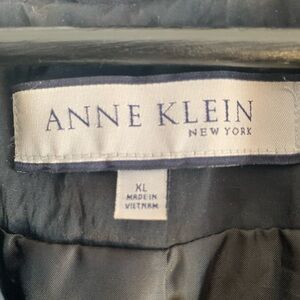 ANNE KLEIN
NEW YORK
XL
MADE IN
VIETNAM